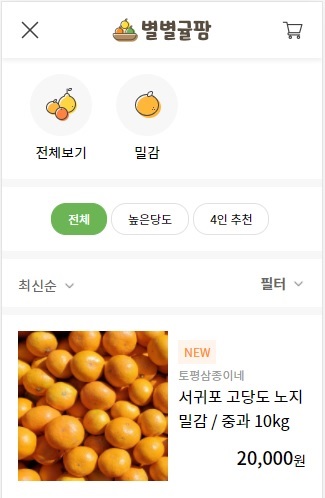 별별귤팡
전체보기 밀감
전체 높은당도 4인 추천
최신순 필터
NEW
토평삼종이네
서귀포 고당도 노지
밀감 / 중과 10kg
20,000원